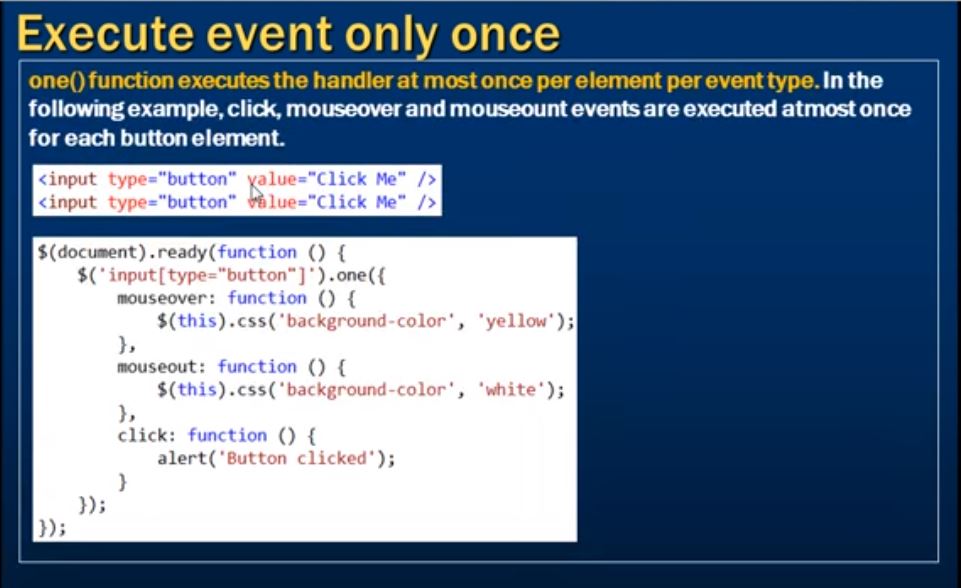 Execute event only once
one() function executes the handler at most once per element per event type. In the
following example, click, mouseover and mouseount events are executed atmost once
for each button element.
<input type="button" value="Click Me" />
<input type="button" value="Click Me" />
$(document).ready(function () {
    $('input[type="button"]').one({
        mouseover: function () {
            $(this).css('background-color', 'yellow');
        },
        mouseout: function () {
            $(this).css('background-color', 'white');
        },
        click: function () {
            alert('Button clicked');
        }
    });
});